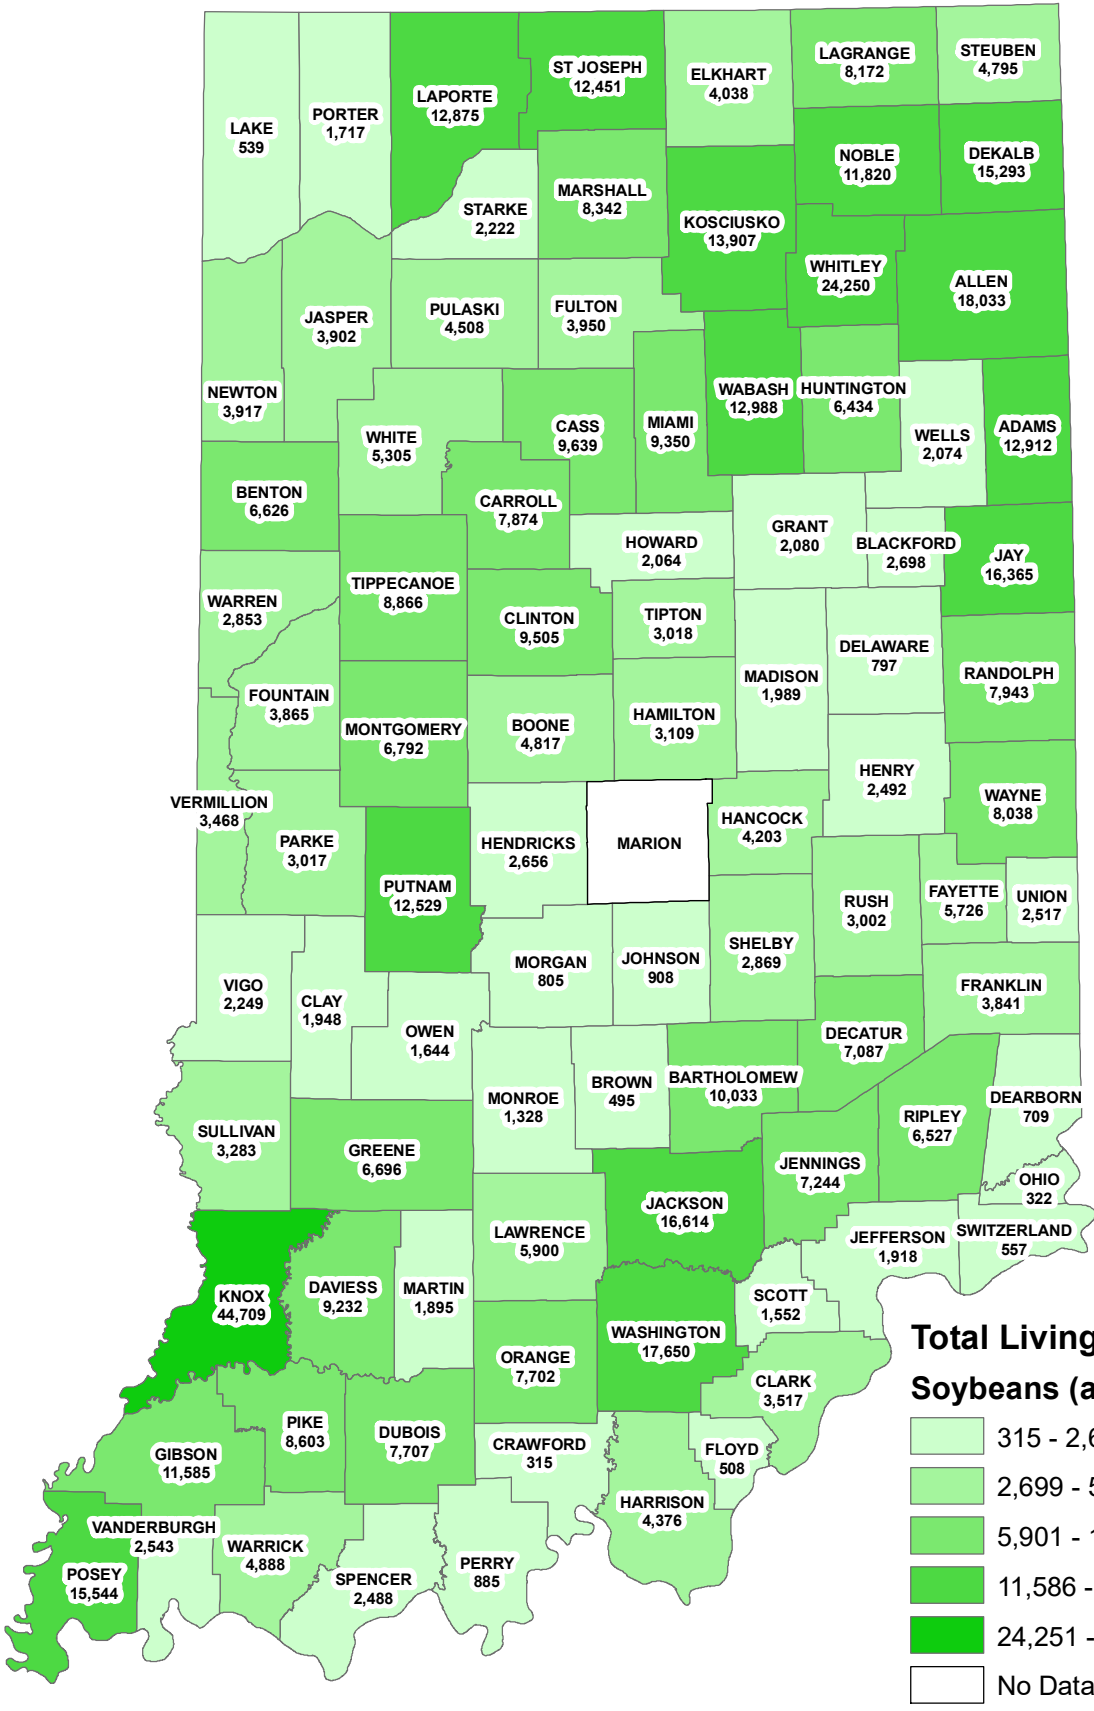 LAKE
539
PORTER
1,717
LAPORTE
12,875
ST JOSEPH
12,451
ELKHART
4,038
LAGRANGE
8,172
STEUBEN
4,795
NOBLE
11,820
DEKALB
15,293
STARKE
2,222
MARSHALL
8,342
KOSCIUSKO
13,907
WHITLEY
24,250
ALLEN
18,033
JASPER
3,902
PULASKI
4,508
FULTON
3,950
NEWTON
3,917
WHITE
5,305
CASS
9,639
MIAMI
9,350
WABASH
12,988
HUNTINGTON
6,434
WELLS
2,074
ADAMS
12,912
BENTON
6,626
CARROLL
7,874
HOWARD
2,064
GRANT
2,080
BLACKFORD
2,698
JAY
16,365
WARREN
2,853
TIPPECANOE
8,866
CLINTON
9,505
TIPTON
3,018
DELAWARE
797
MADISON
1,989
RANDOLPH
7,943
FOUNTAIN
3,865
MONTGOMERY
6,792
BOONE
4,817
HAMILTON
3,109
HENRY
2,492
WAYNE
8,038
VERMILLION
3,468
PARKE
3,017
PUTNAM
12,529
HENDRICKS
2,656
MARION
HANCOCK
4,203
RUSH
3,002
FAYETTE
5,726
UNION
2,517
VIGO
2,249
CLAY
1,948
OWEN
1,644
MORGAN
805
JOHNSON
908
SHELBY
2,869
FRANKLIN
3,841
DECATUR
7,087
SULLIVAN
3,283
GREENE
6,696
MONROE
1,328
BROWN
495
BARTHOLOMEW
10,033
RIPLEY
6,527
DEARBORN
709
JENNINGS
7,244
OHIO
322
JACKSON
16,614
LAWRENCE
5,900
JEFFERSON
1,918
SWITZERLAND
557
KNOX
44,709
DAVIESS
9,232
MARTIN
1,895
SCOTT
1,552
WASHINGTON
17,650
ORANGE
7,702
CLARK
3,517
PIKE
8,603
DUBOIS
7,707
CRAWFORD
315
FLOYD
508
GIBSON
11,585
HARRISON
4,376
VANDERBURGH
2,543
WARRICK
4,888
POSEY
15,544
SPENCER
2,488
PERRY
885
Total Living
Soybeans (a
315 - 2,6
2,699 - 5
5,901 - 1
11,586 -
24,251 -
No Data